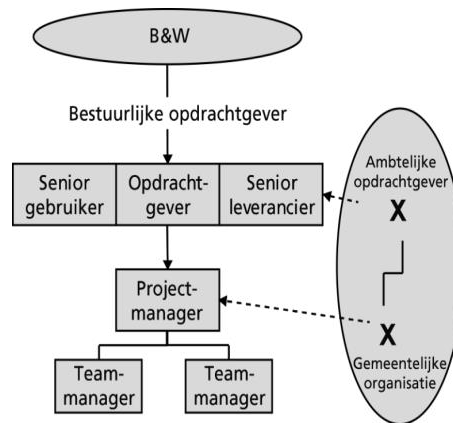 B&W
Bestuurlijke opdrachtgever
Senior
gebruiker
Opdracht-
gever
Senior
leverancier
Ambtelijke
opdrachtgever
X
Project-
manager
X
Gemeentelijke
organisatie
Team-
manager
Team-
manager